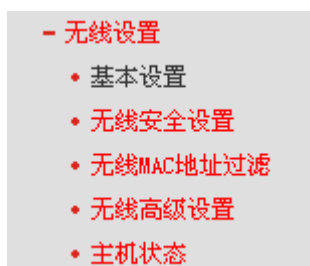 - 无线设置
• 基本设置
• 无线安全设置
• 无线MAC地址过滤
• 无线高级设置
• 主机状态